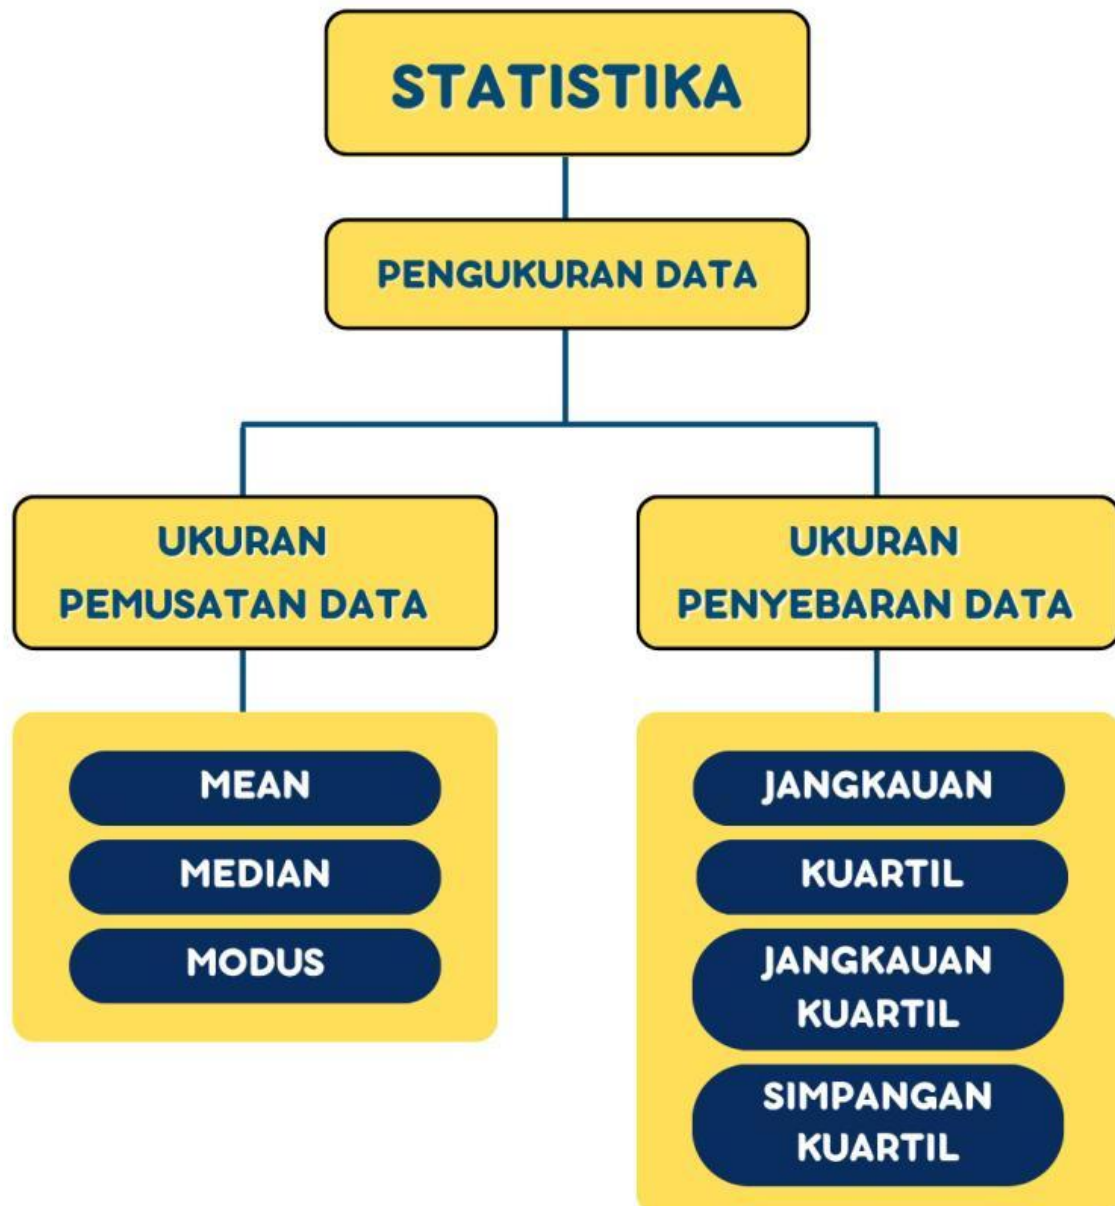 STATISTIKA
PENGUKURAN DATA
UKURAN
PEMUSATAN DATA
MEAN
MEDIAN
MODUS
UKURAN
PENYEBARAN DATA
JANGKAUAN
KUARTIL
JANGKAUAN
KUARTIL
SIMPANGAN
KUARTIL